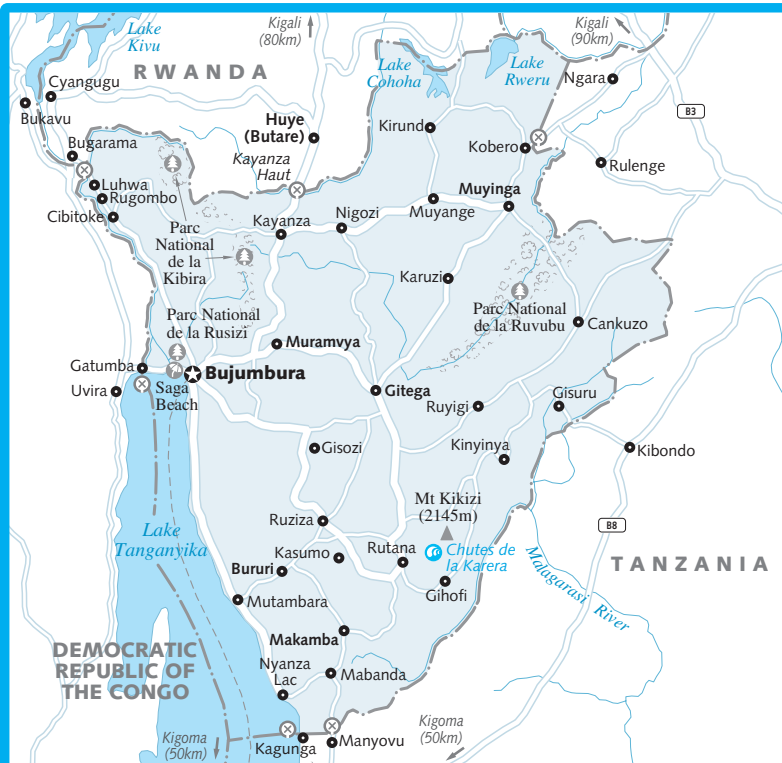 Lake
Kivu
Kigali
(80km)
Kigali
(90km)
RWANDA
Lake
Cohoha
Lake
Rweru
Ngara
Cyangugu
Bukavu
B3
Huye
(Butare)
Kirund
Kobero
Bugarama
Kayanza
Haut
Rulenge
Luhwa
Rugombo
Muyinga
Cibitoke
Kayanza
Nigozi
Muyange
Parc
National
de la
Kibira
Karuzi
Parc National
de la Rusizi
Parc National
de la Ruvubu
Cankuzo
Muramvya
Gatumba
Bujumbura
Uvira
Saga
Beach
Gitega
Ruyigi
Gisuru
Gisozi
Kinyinya
Kibondo
Mt Kikizi
(2145m)
Ruziza
B8
Lake
Tanganyika
Kasumo
Rutana
Chutes de
la Karera
TANZANIA
Bururi
Gihofi
Malagarasi River
Mutambara
Makamba
DEMOCRATIC
REPUBLIC OF
THE CONGO
Nyanza
Lac
Mabanda
Kigoma
(50km)
Kagunga
Manyovu
Kigoma
(50km)